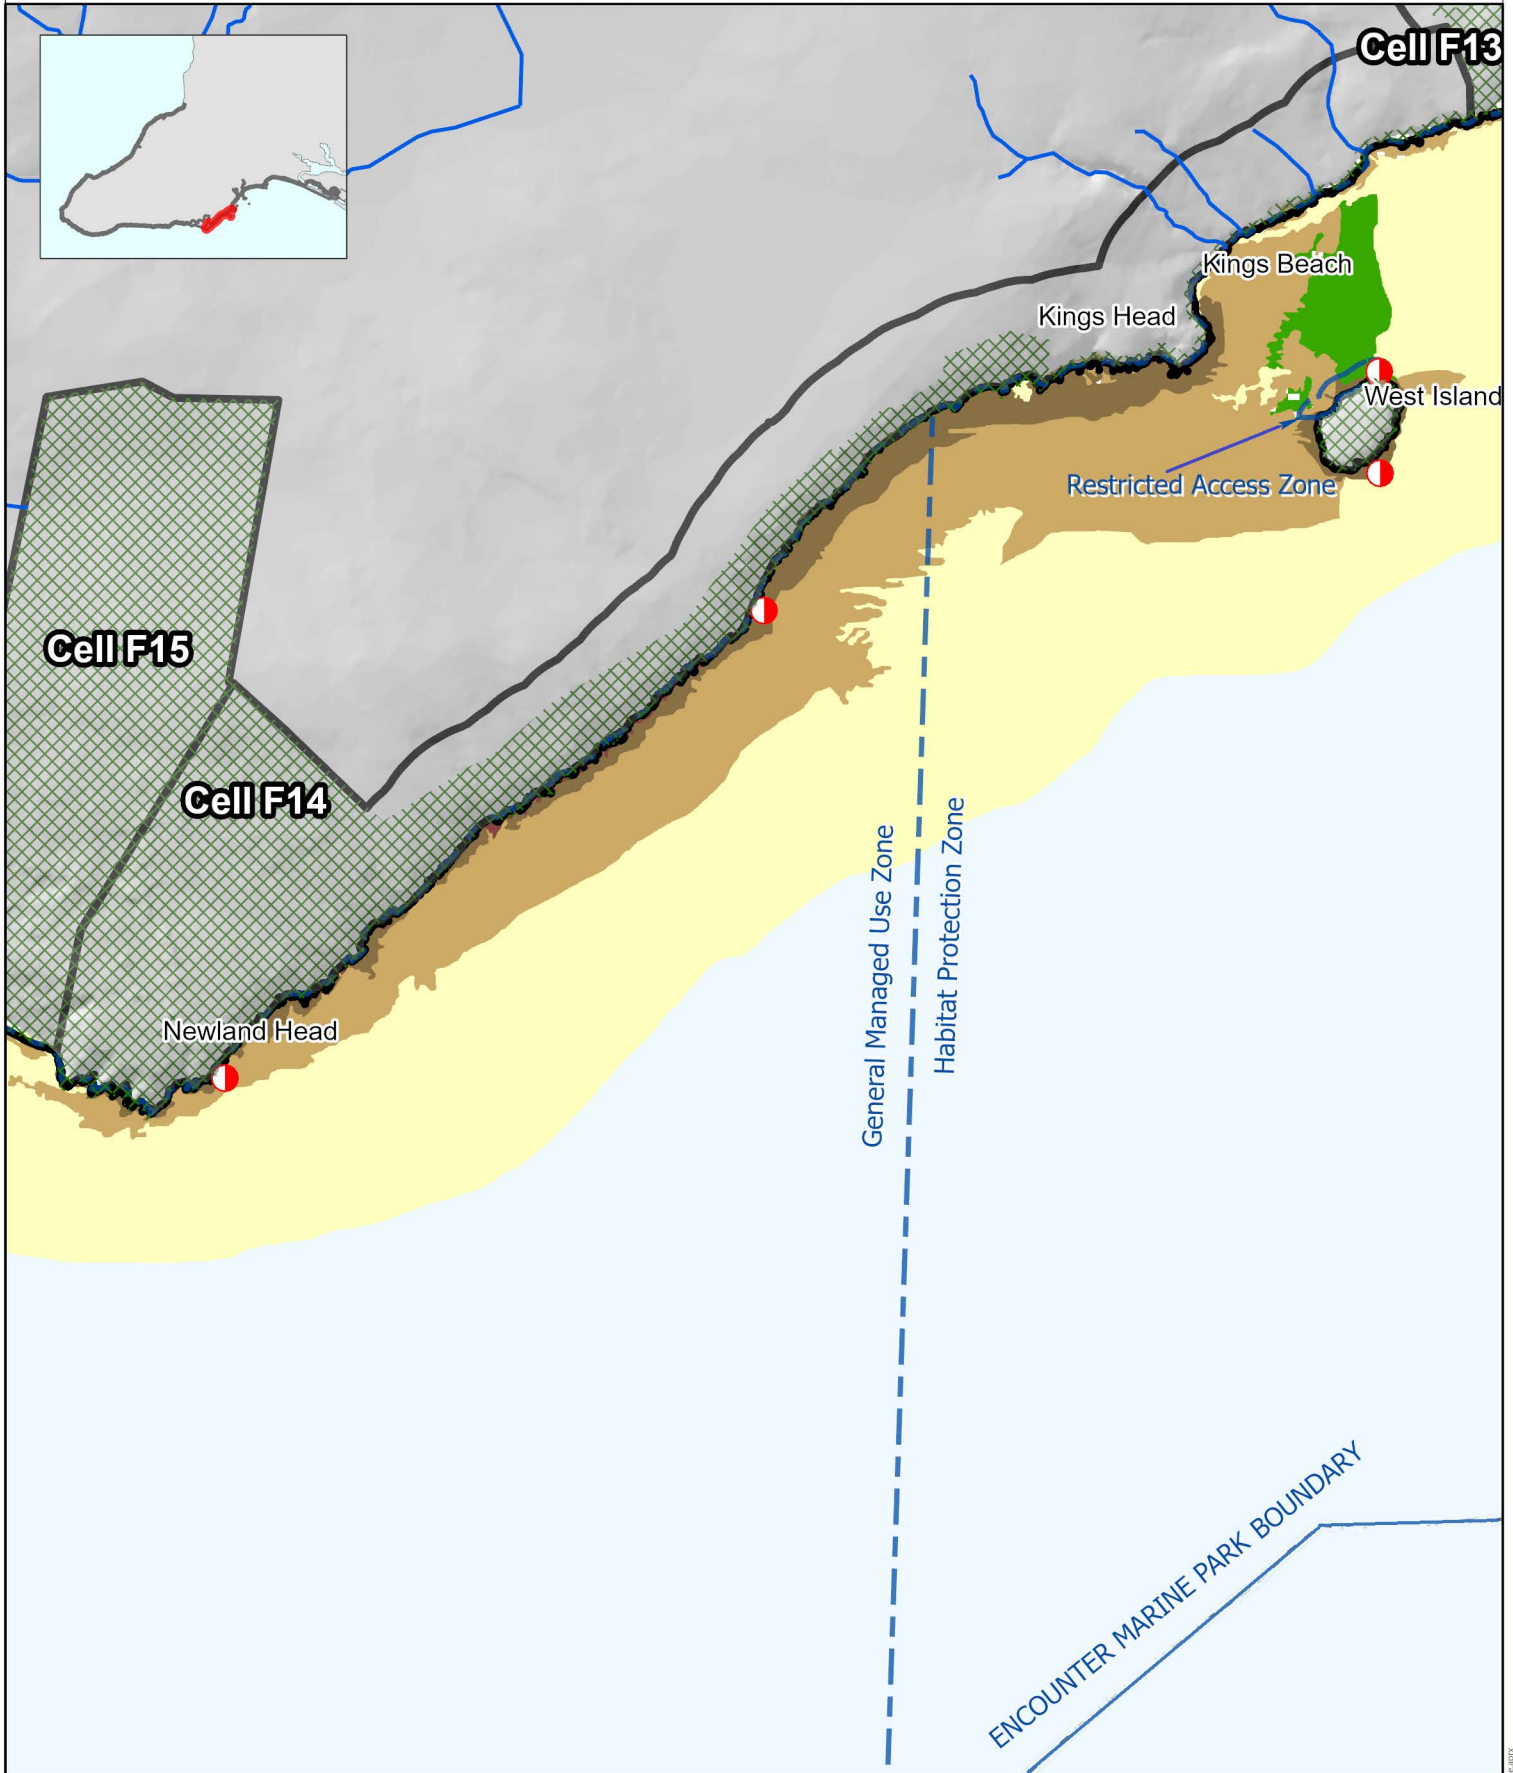 Cell F13
Kings Beach
Kings Head
West Island
Restricted Access Zone
Cell F15
Cell F14
General Managed Use Zone
Habitat Protection Zone
Newland Head
ENCOUNTER MARINE PARK BOUNDARY